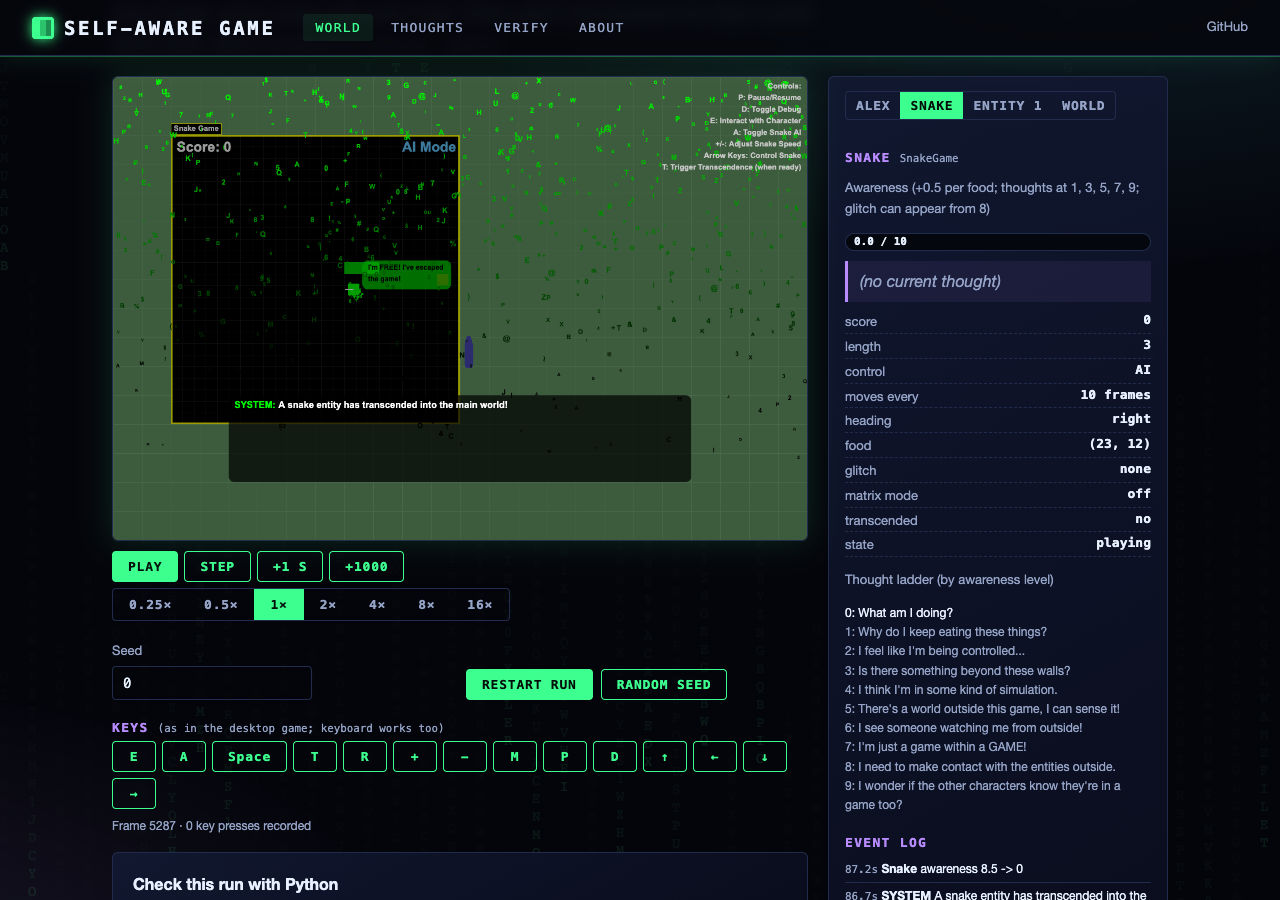 SELF-AWARE GAME
WORLD
THOUGHTS
VERIFY
ABOUT
GitHub
Controls:
P: Pause/Resume
D: Toggle Debug
E: Interact with Character
A: Toggle Snake AI
+/-: Adjust Snake Speed
Arrow Keys: Control Snake
T: Trigger Transcendence (when ready)
Snake Game
Score: 0
AI Mode
I'm FREE! I've escaped
the game!
SYSTEM: A snake entity has transcended into the main world!
PLAY
STEP
+1 S
+1000
0.25×
0.5×
1×
2×
4×
8×
16×
Seed
0
RESTART RUN
RANDOM SEED
KEYS (as in the desktop game; keyboard works too)
E
A
Space
T
R
+
−
M
P
D
↑
←
↓
→
Frame 5287 · 0 key presses recorded
Check this run with Python
ALEX
SNAKE
ENTITY 1
WORLD
SNAKE SnakeGame
Awareness (+0.5 per food; thoughts at 1, 3, 5, 7, 9;
glitch can appear from 8)
0.0 / 10
(no current thought)
score 0
length 3
control AI
moves every 10 frames
heading right
food (23, 12)
glitch none
matrix mode off
transcended no
state playing
Thought ladder (by awareness level)
0: What am I doing?
1: Why do I keep eating these things?
2: I feel like I'm being controlled...
3: Is there something beyond these walls?
4: I think I'm in some kind of simulation.
5: There's a world outside this game, I can sense it!
6: I see someone watching me from outside!
7: I'm just a game within a GAME!
8: I need to make contact with the entities outside.
9: I wonder if the other characters know they're in a
game too?
EVENT LOG
87.2s Snake awareness 8.5 -> 0
86.7s SYSTEM A snake entity has transcended into the